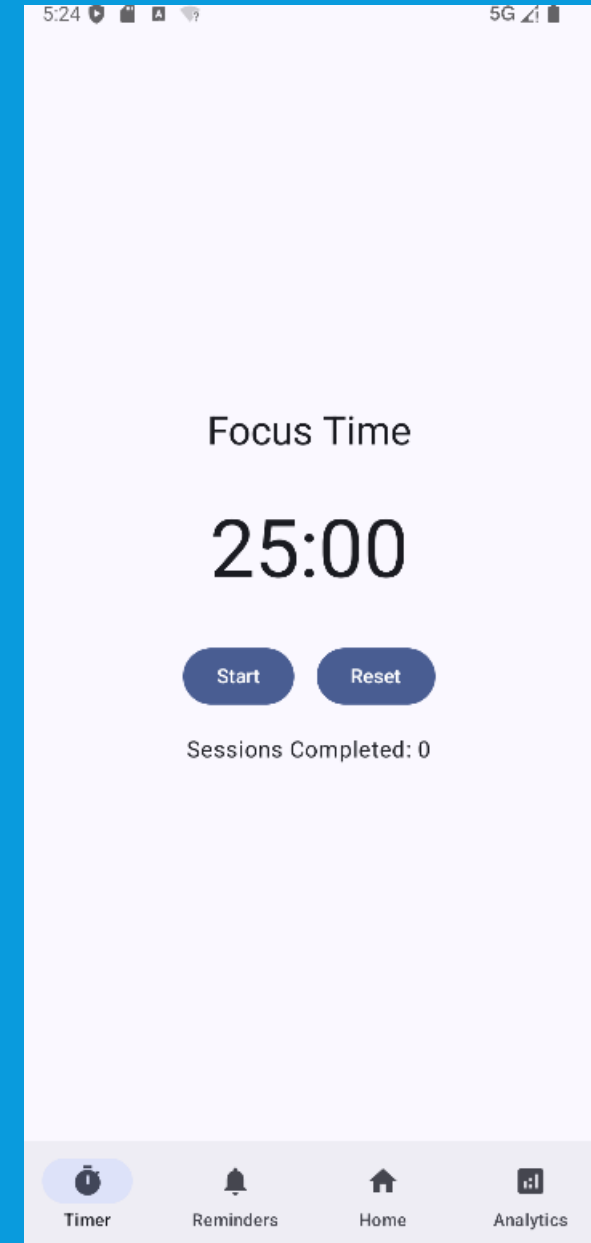 5:24 5G
Focus Time
25:00
Start Reset
Sessions Completed: 0
Timer Reminders Home Analytics